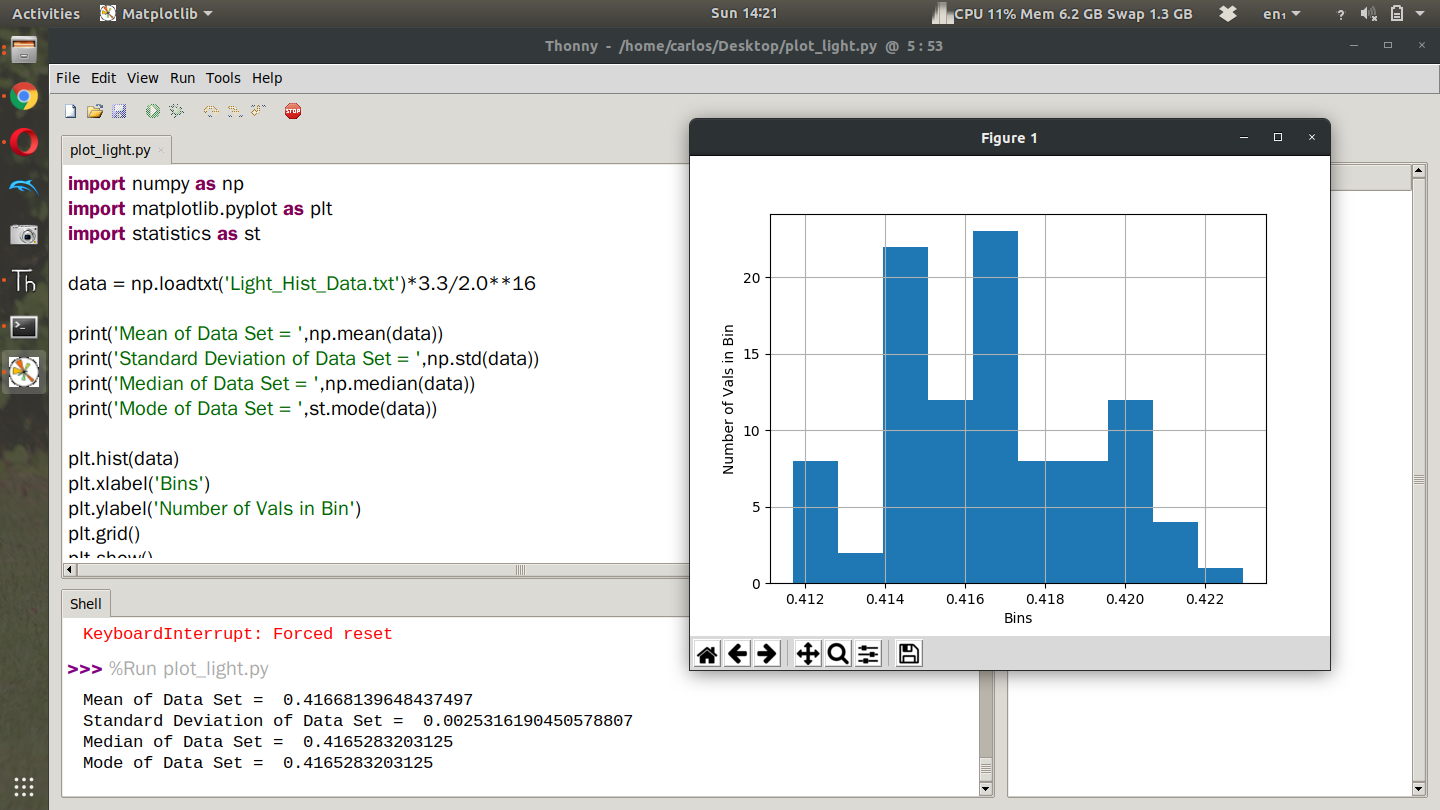 Activities Matplotlib Sun 14:21 CPU 11% Mem 6.2 GB Swap 1.3 GB en₁ ?
Thonny - /home/carlos/Desktop/plot_light.py @ 5 : 53
File Edit View Run Tools Help
STOP
plot_light.py
import numpy as np
import matplotlib.pyplot as plt
import statistics as st
data = np.loadtxt('Light_Hist_Data.txt')*3.3/2.0**16
print('Mean of Data Set = ',np.mean(data))
print('Standard Deviation of Data Set = ',np.std(data))
print('Median of Data Set = ',np.median(data))
print('Mode of Data Set = ',st.mode(data))
plt.hist(data)
plt.xlabel('Bins')
plt.ylabel('Number of Vals in Bin')
plt.grid()
plt.show()
Th
Shell
KeyboardInterrupt: Forced reset
>>> %Run plot_light.py
Mean of Data Set =  0.41668139648437497
Standard Deviation of Data Set =  0.0025316190450578807
Median of Data Set =  0.4165283203125
Mode of Data Set =  0.4165283203125
Figure 1
Number of Vals in Bin
20
15
10
5
0
0.412 0.414 0.416 0.418 0.420 0.422
Bins